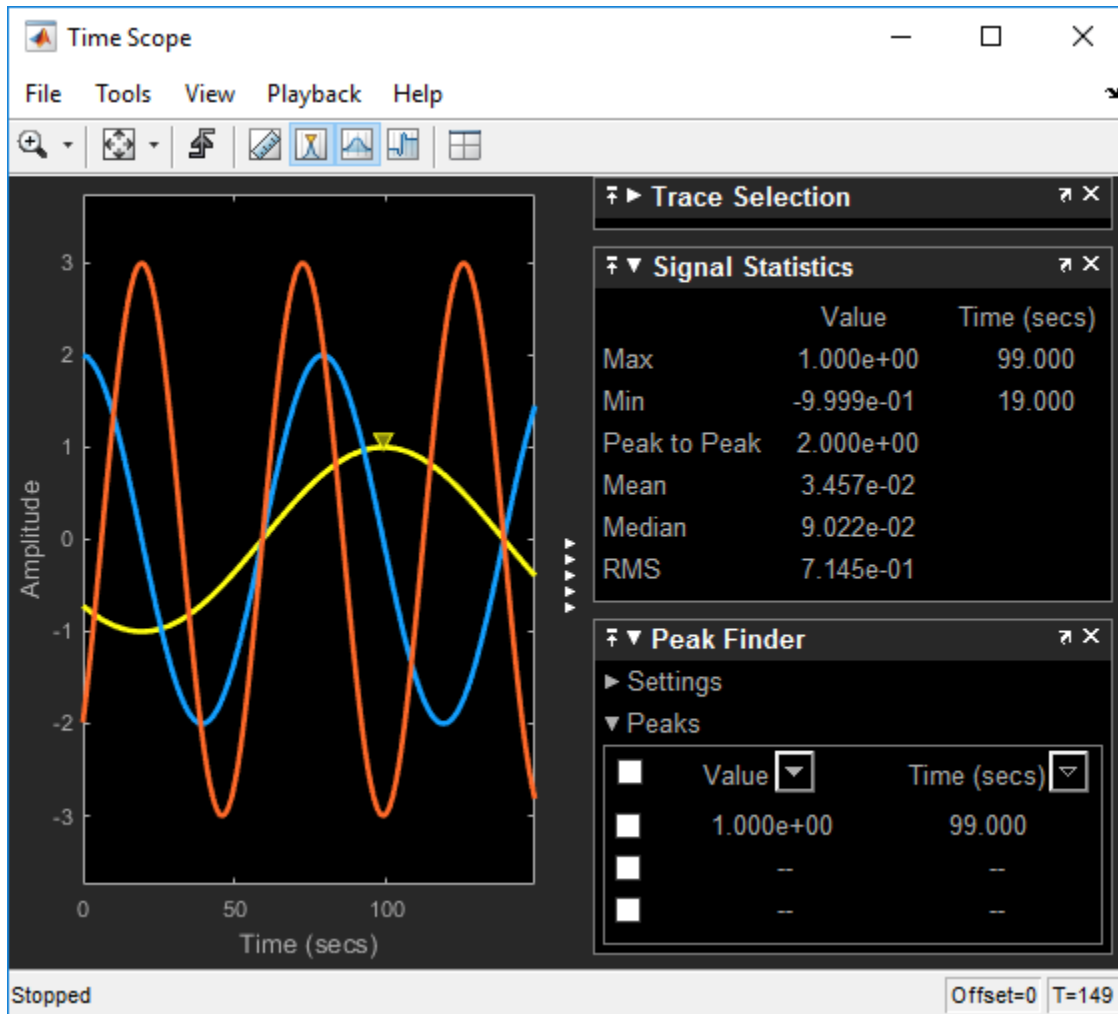 Time Scope
File Tools View Playback Help
Amplitude
3
2
1
0
-1
-2
-3
0 50 100
Time (secs)
Trace Selection
Signal Statistics
Value Time (secs)
Max 1.000e+00 99.000
Min -9.999e-01 19.000
Peak to Peak 2.000e+00
Mean 3.457e-02
Median 9.022e-02
RMS 7.145e-01
Peak Finder
Settings
Peaks
Value Time (secs)
1.000e+00 99.000
-- --
-- --
Stopped Offset=0 T=149